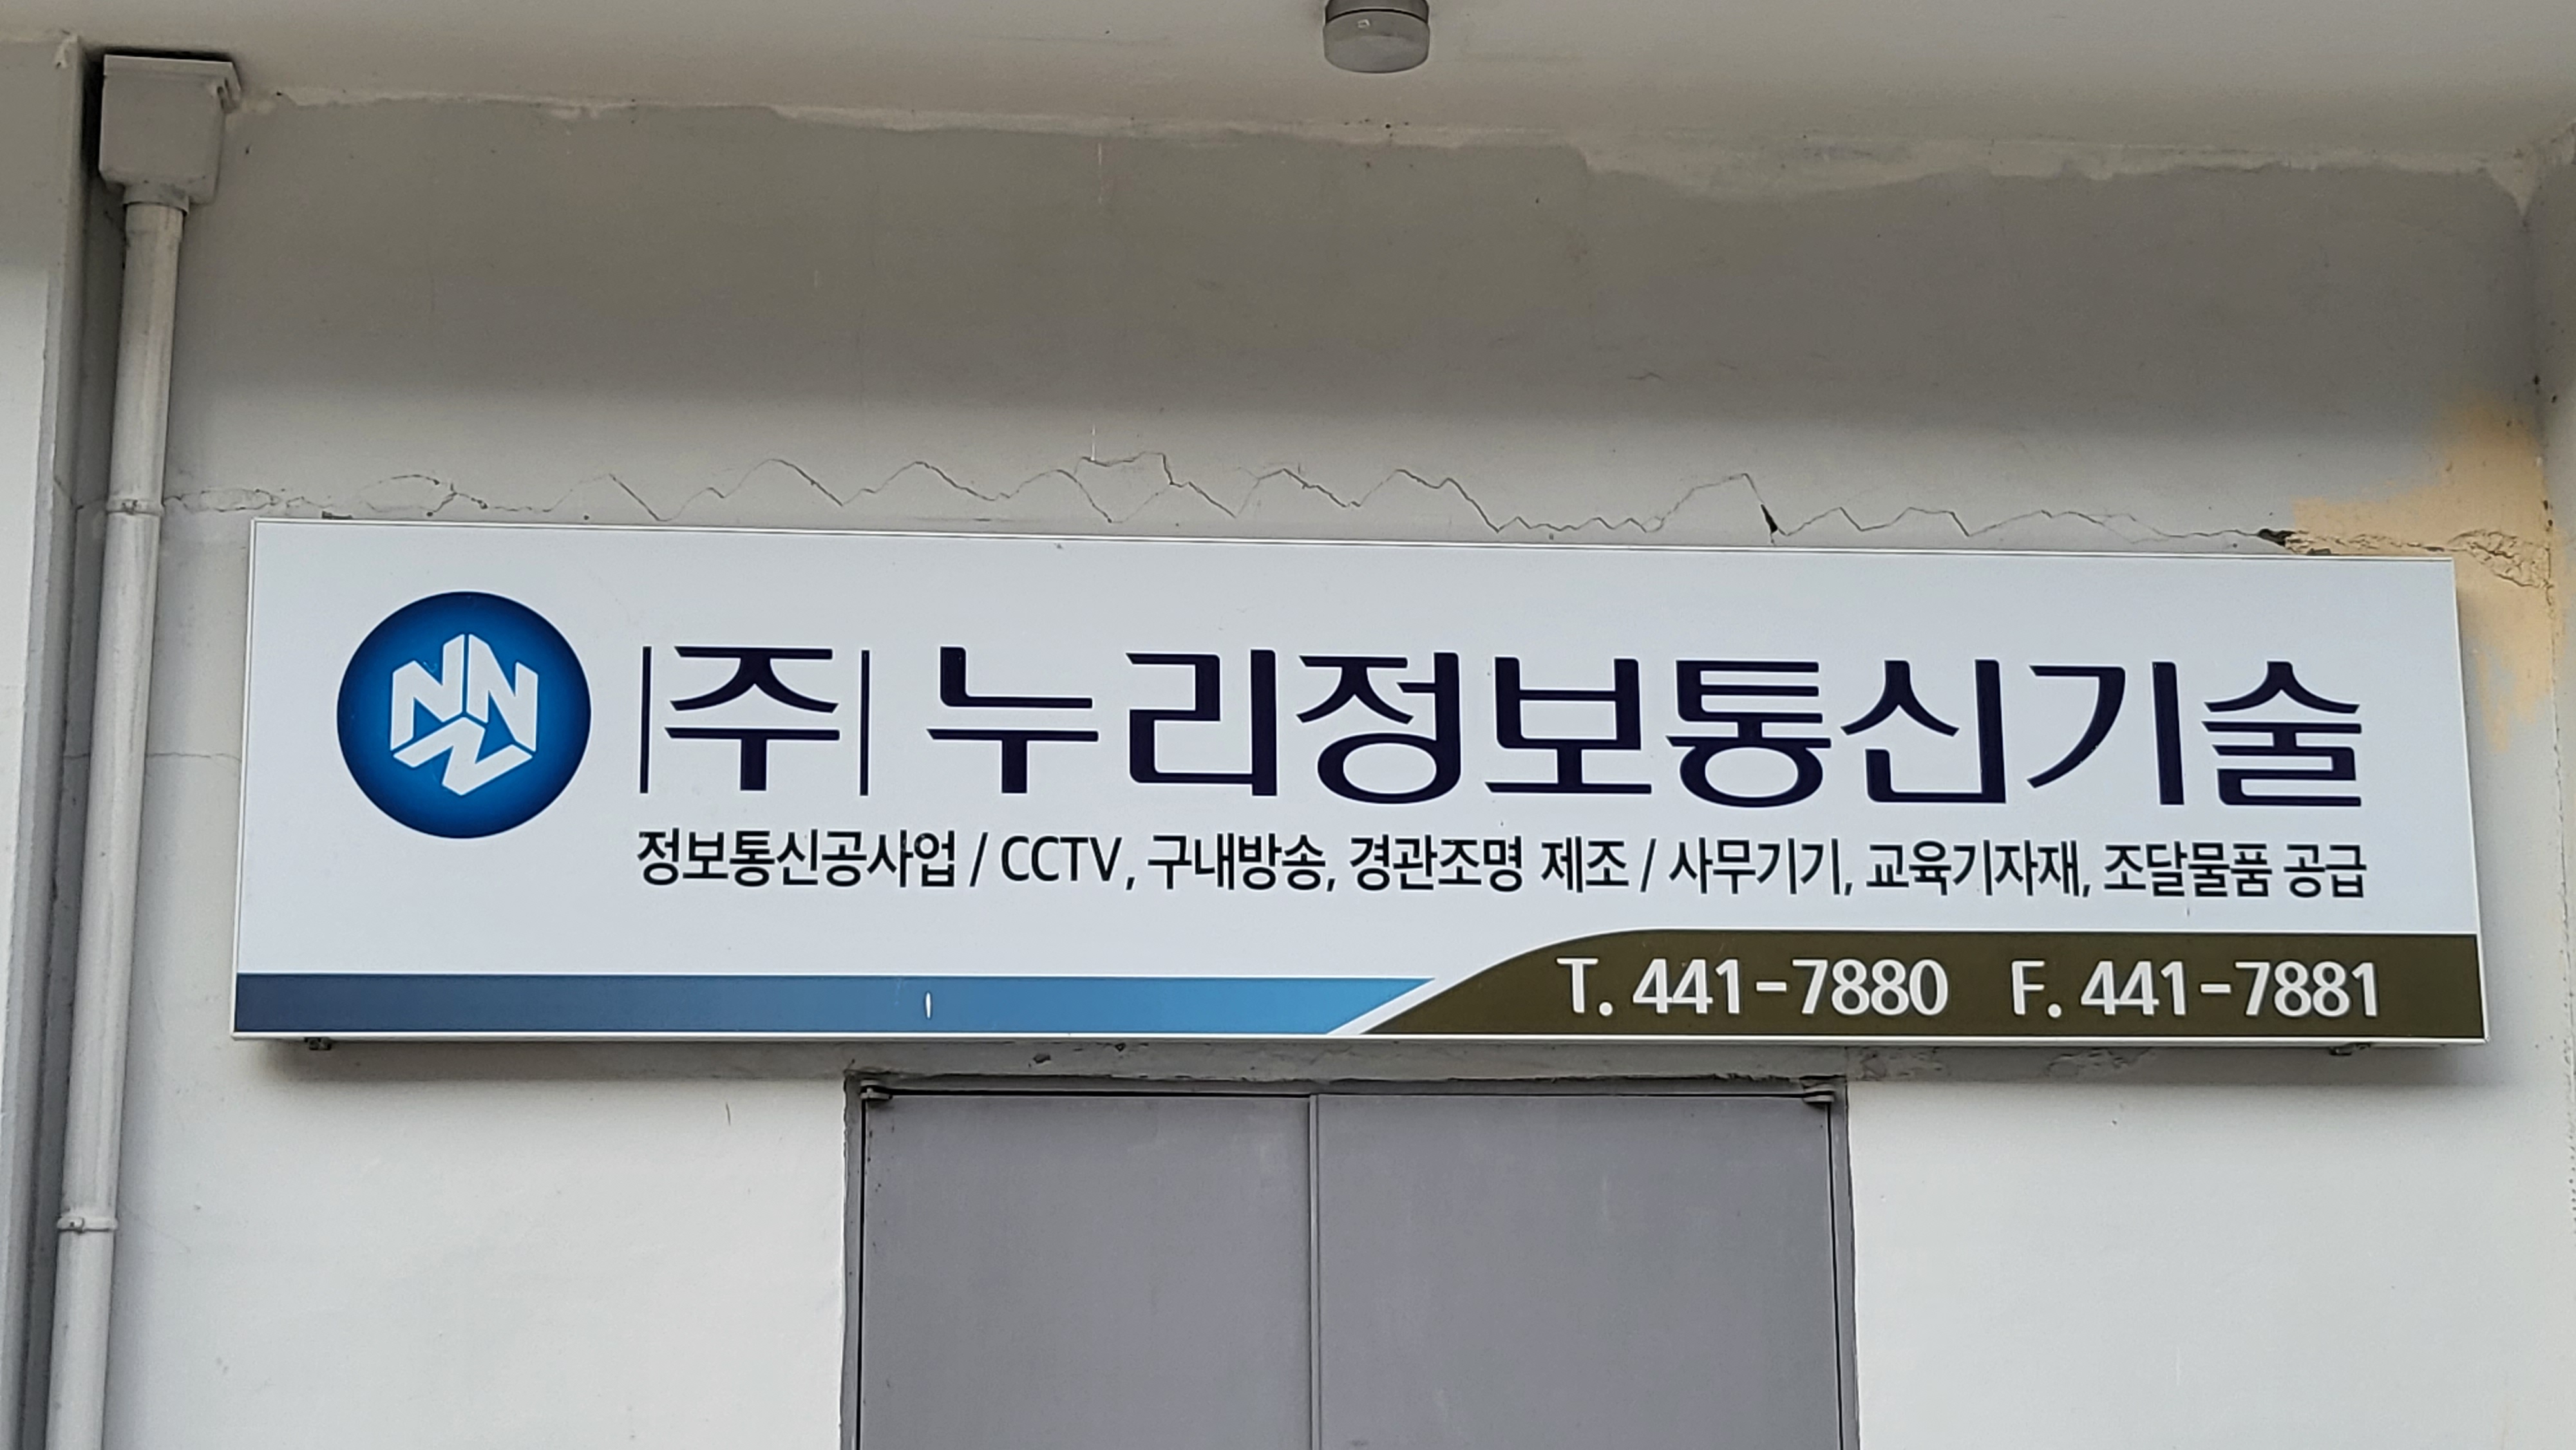 NNN
|주| 누리정보통신기술
정보통신공사업 / CCTV, 구내방송, 경관조명 제조 / 사무기기, 교육기자재, 조달물품 공급
T. 441-7880 F. 441-7881